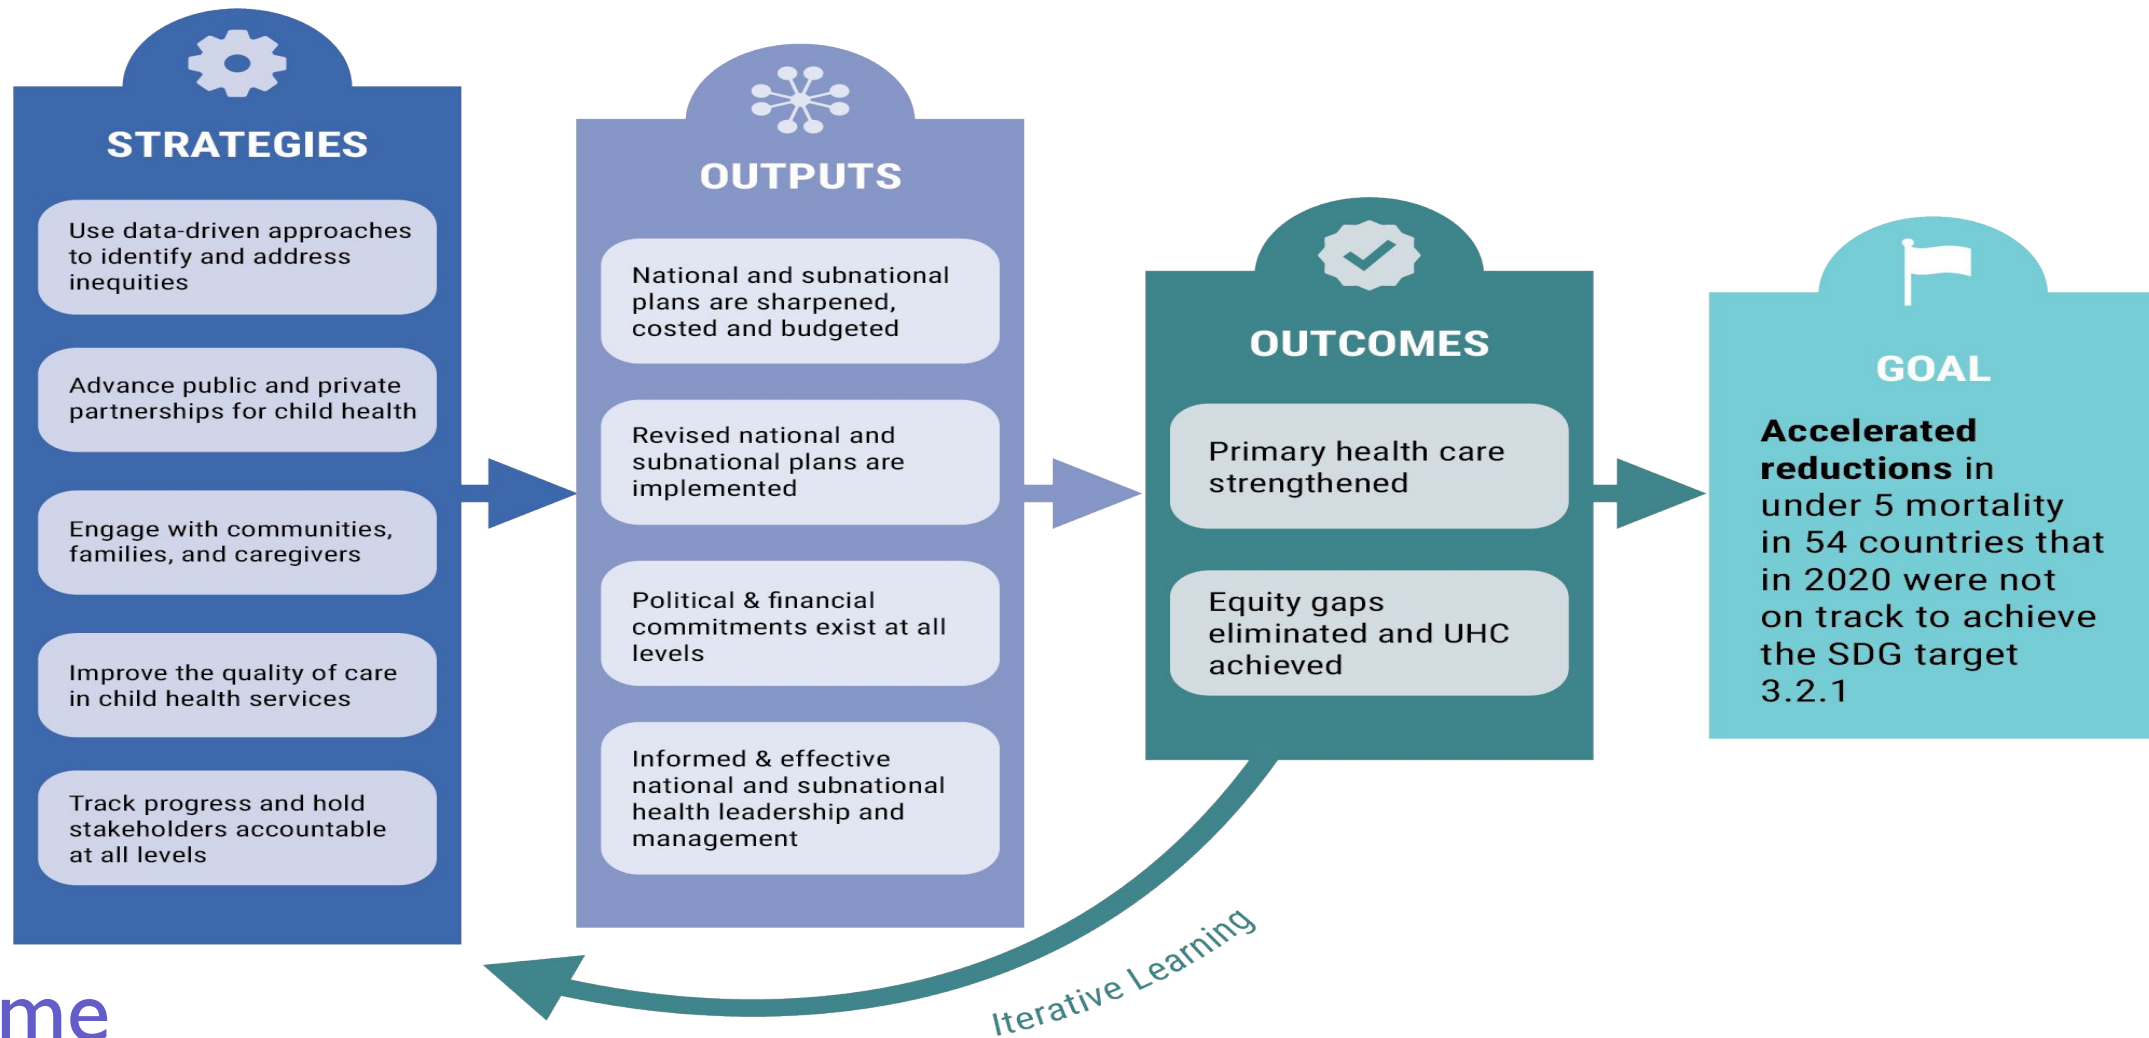 STRATEGIES
Use data-driven approaches
to identify and address
inequities
Advance public and private
partnerships for child health
Engage with communities,
families, and caregivers
Improve the quality of care
in child health services
Track progress and hold
stakeholders accountable
at all levels
OUTPUTS
National and subnational
plans are sharpened,
costed and budgeted
Revised national and
subnational plans are
implemented
Political & financial
commitments exist at all
levels
Informed & effective
national and subnational
health leadership and
management
OUTCOMES
Primary health care
strengthened
Equity gaps
eliminated and UHC
achieved
GOAL
Accelerated
reductions in
under 5 mortality
in 54 countries that
in 2020 were not
on track to achieve
the SDG target
3.2.1
Iterative Learning
me